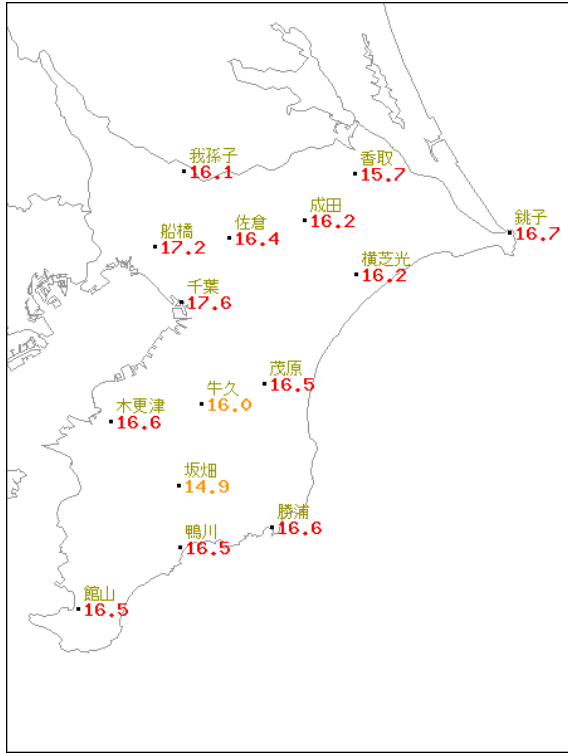 我孫子
16.1
香取
15.7
成田
16.2
佐倉
16.4
船橋
17.2
銚子
16.7
横芝光
16.2
千葉
17.6
茂原
16.5
牛久
16.0
木更津
16.6
坂畑
14.9
勝浦
16.6
鴨川
16.5
館山
16.5